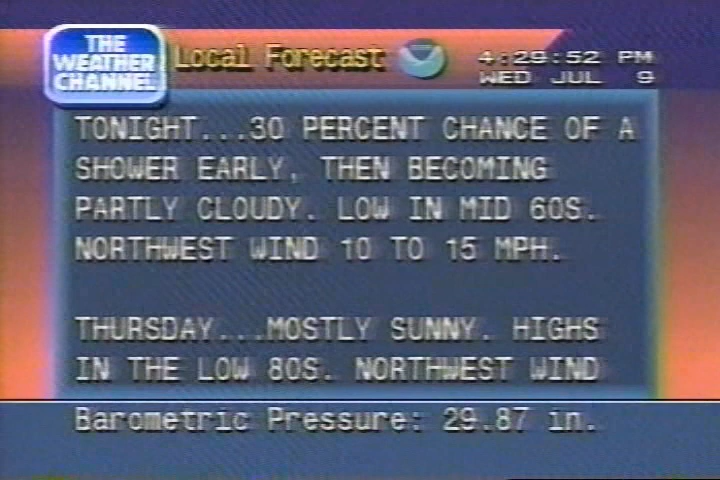 THE
WEATHER
CHANNEL
Local Forecast
4:29:52 PM
WED JUL 9
TONIGHT...30 PERCENT CHANCE OF A
SHOWER EARLY, THEN BECOMING
PARTLY CLOUDY. LOW IN MID 60S.
NORTHWEST WIND 10 TO 15 MPH.
THURSDAY...MOSTLY SUNNY. HIGHS
IN THE LOW 80S. NORTHWEST WIND
Barometric Pressure: 29.87 in.